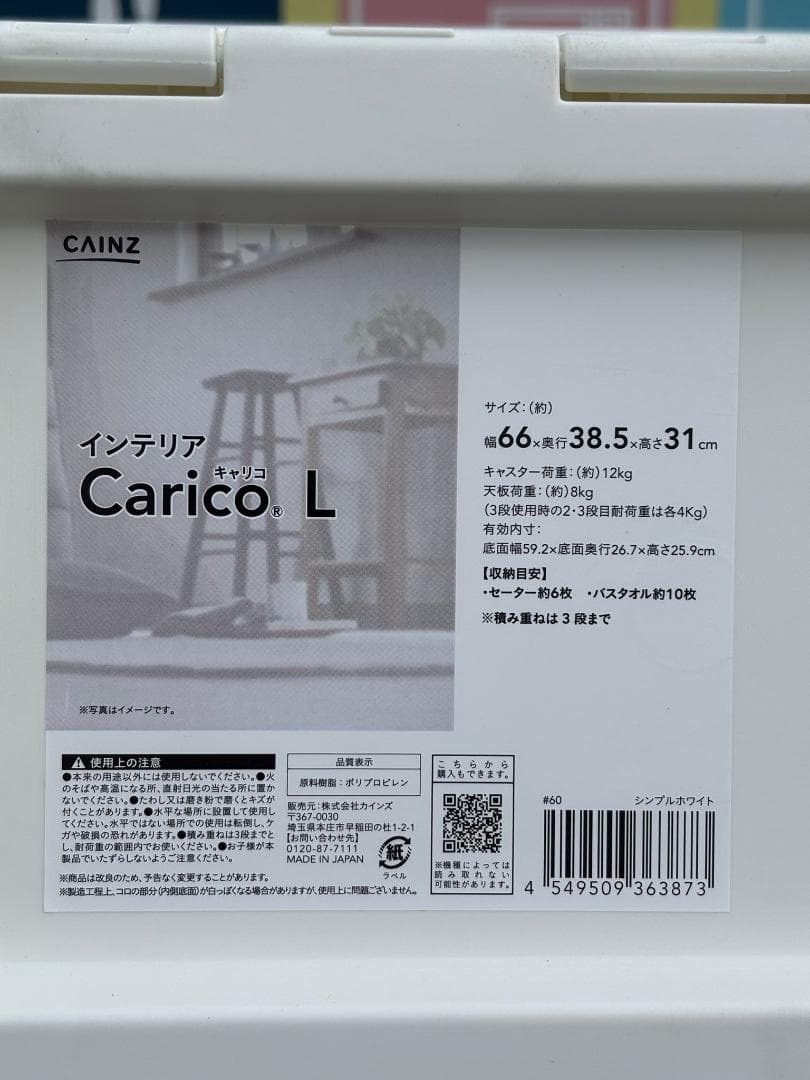 CAINZ
インテリア
キャリコ
Carico® L
※写真はイメージです。
サイズ：（約）
幅66×奥行38.5×高さ31cm
キャスター荷重：（約）12kg
天板荷重：（約）8kg
（3段使用時の2・3段目耐荷重は各4Kg）
有効内寸：
底面幅59.2×底面奥行26.7×高さ25.9cm
【収納目安】
・セーター約6枚　・バスタオル約10枚
※積み重ねは3段まで
使用上の注意
●本来の用途以外には使用しないでください。●火
のそばや高温になる所、直射日光の当たる所に置か
ないでください。●たわし又は磨き粉で磨くとキズが
付くことがあります。●水平な場所に設置して使用し
てください。水平ではない場所での使用は転倒し、ケ
ガや破損の恐れがあります。●積み重ねは3段までと
し、耐荷重の範囲内でお使いください。●お子様が本
製品でいたずらしないようご注意ください。
※商品は改良のため、予告なく変更することがあります。
※製造工程上、コロの部分（内側底面）が白っぽくなる場合がありますが、使用上に問題ございません。
品質表示
原料樹脂：ポリプロピレン
販売元：株式会社カインズ
〒367-0030
埼玉県本庄市早稲田の杜1-2-1
【お問い合わせ先】
0120-87-7111
MADE IN JAPAN
紙
ラベル
こちらから
購入もできます。
※機種によっては
読み取れない
可能性があります。
#60
シンプルホワイト
4 549509 363873